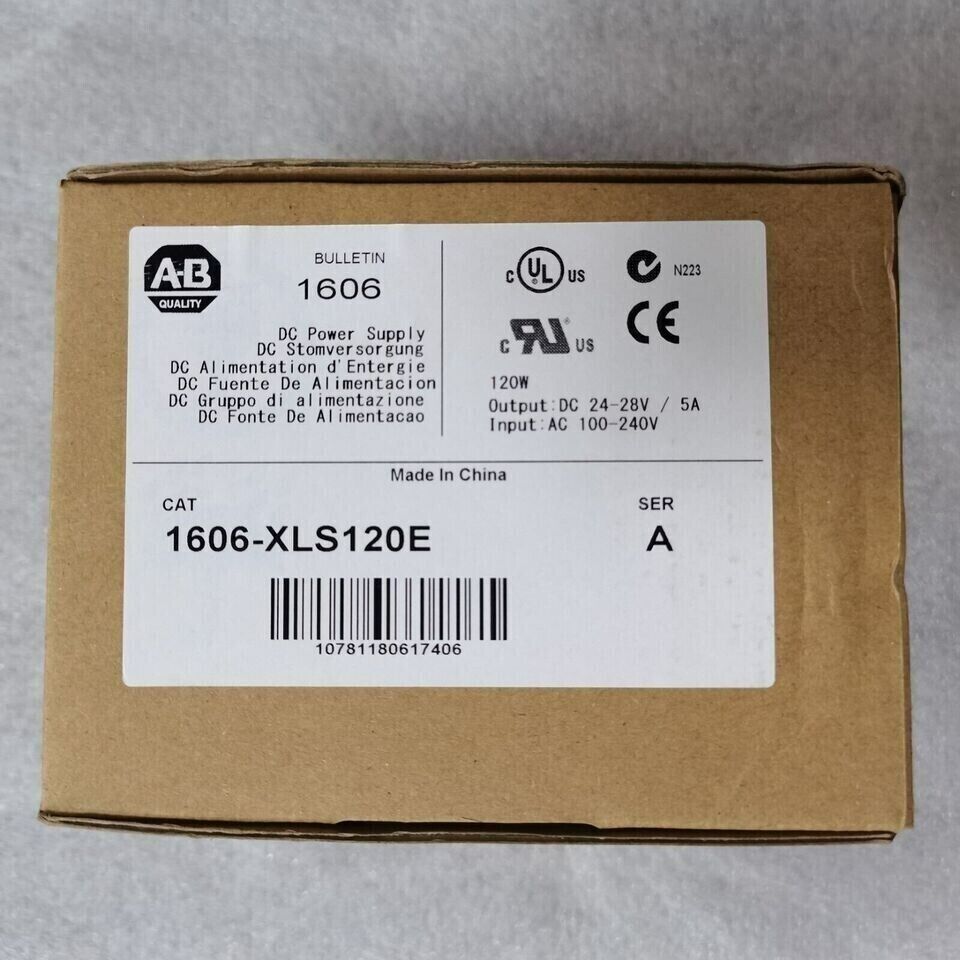 A-B
QUALITY
BULLETIN
1606
DC Power Supply
DC Stomversorgung
DC Alimentation d'Entergie
DC Fuente De Alimentacion
DC Gruppo di alimentazione
DC Fonte De Alimentacao
C UL US
® 
N223
C RU US
®
CE
120W
Output:DC 24-28V / 5A
Input:AC 100-240V
Made In China
CAT
SER
1606-XLS120E
A
10781180617406